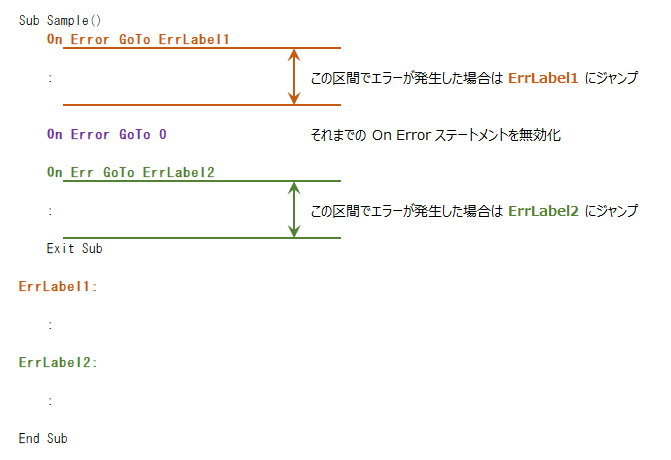 Sub Sample()
On Error GoTo ErrLabel1
: この区間でエラーが発生した場合は ErrLabel1 にジャンプ
On Error GoTo 0 それまでの On Error ステートメントを無効化
On Err GoTo ErrLabel2
: この区間でエラーが発生した場合は ErrLabel2 にジャンプ
Exit Sub
ErrLabel1:
:
ErrLabel2:
:
End Sub